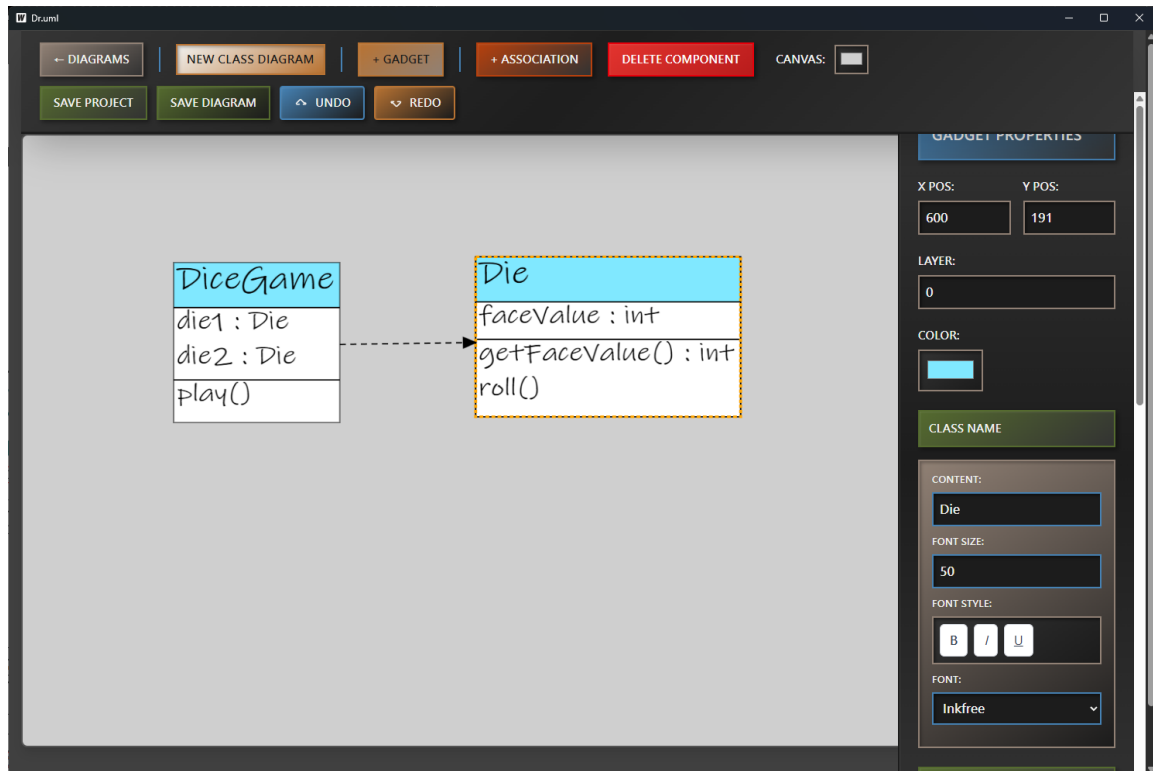 Dr.uml
← DIAGRAMS
NEW CLASS DIAGRAM
+ GADGET
+ ASSOCIATION
DELETE COMPONENT
CANVAS:
SAVE PROJECT
SAVE DIAGRAM
UNDO
REDO
DiceGame
die1 : Die
die2 : Die
play()
Die
faceValue : int
getFaceValue() : int
roll()
GADGET PROPERTIES
X POS: Y POS:
600 191
LAYER:
0
COLOR:
CLASS NAME
CONTENT:
Die
FONT SIZE:
50
FONT STYLE:
B I U
FONT:
Inkfree